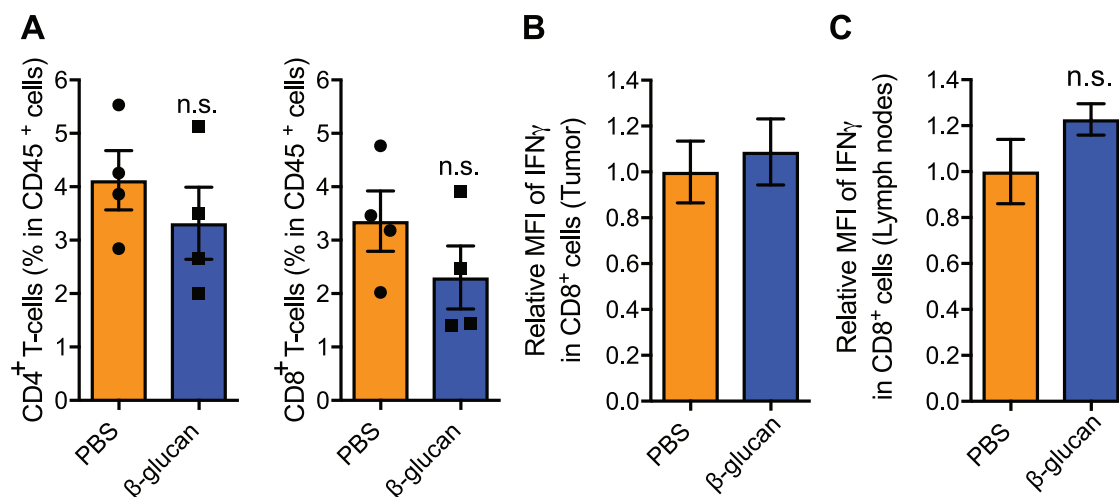 A
CD4+ T-cells (% in CD45 + cells)
6
5
4
3
2
1
0
n.s.
PBS
β-glucan
CD8+ T-cells (% in CD45 + cells)
6
5
4
3
2
1
0
n.s.
PBS
β-glucan
B
Relative MFI of IFNγ
in CD8+ cells (Tumor)
1.4
1.2
1.0
0.8
0.6
0.4
0.2
0.0
PBS
β-glucan
C
Relative MFI of IFNγ
in CD8+ cells (Lymph nodes)
1.4
1.2
1.0
0.8
0.6
0.4
0.2
0.0
n.s.
PBS
β-glucan